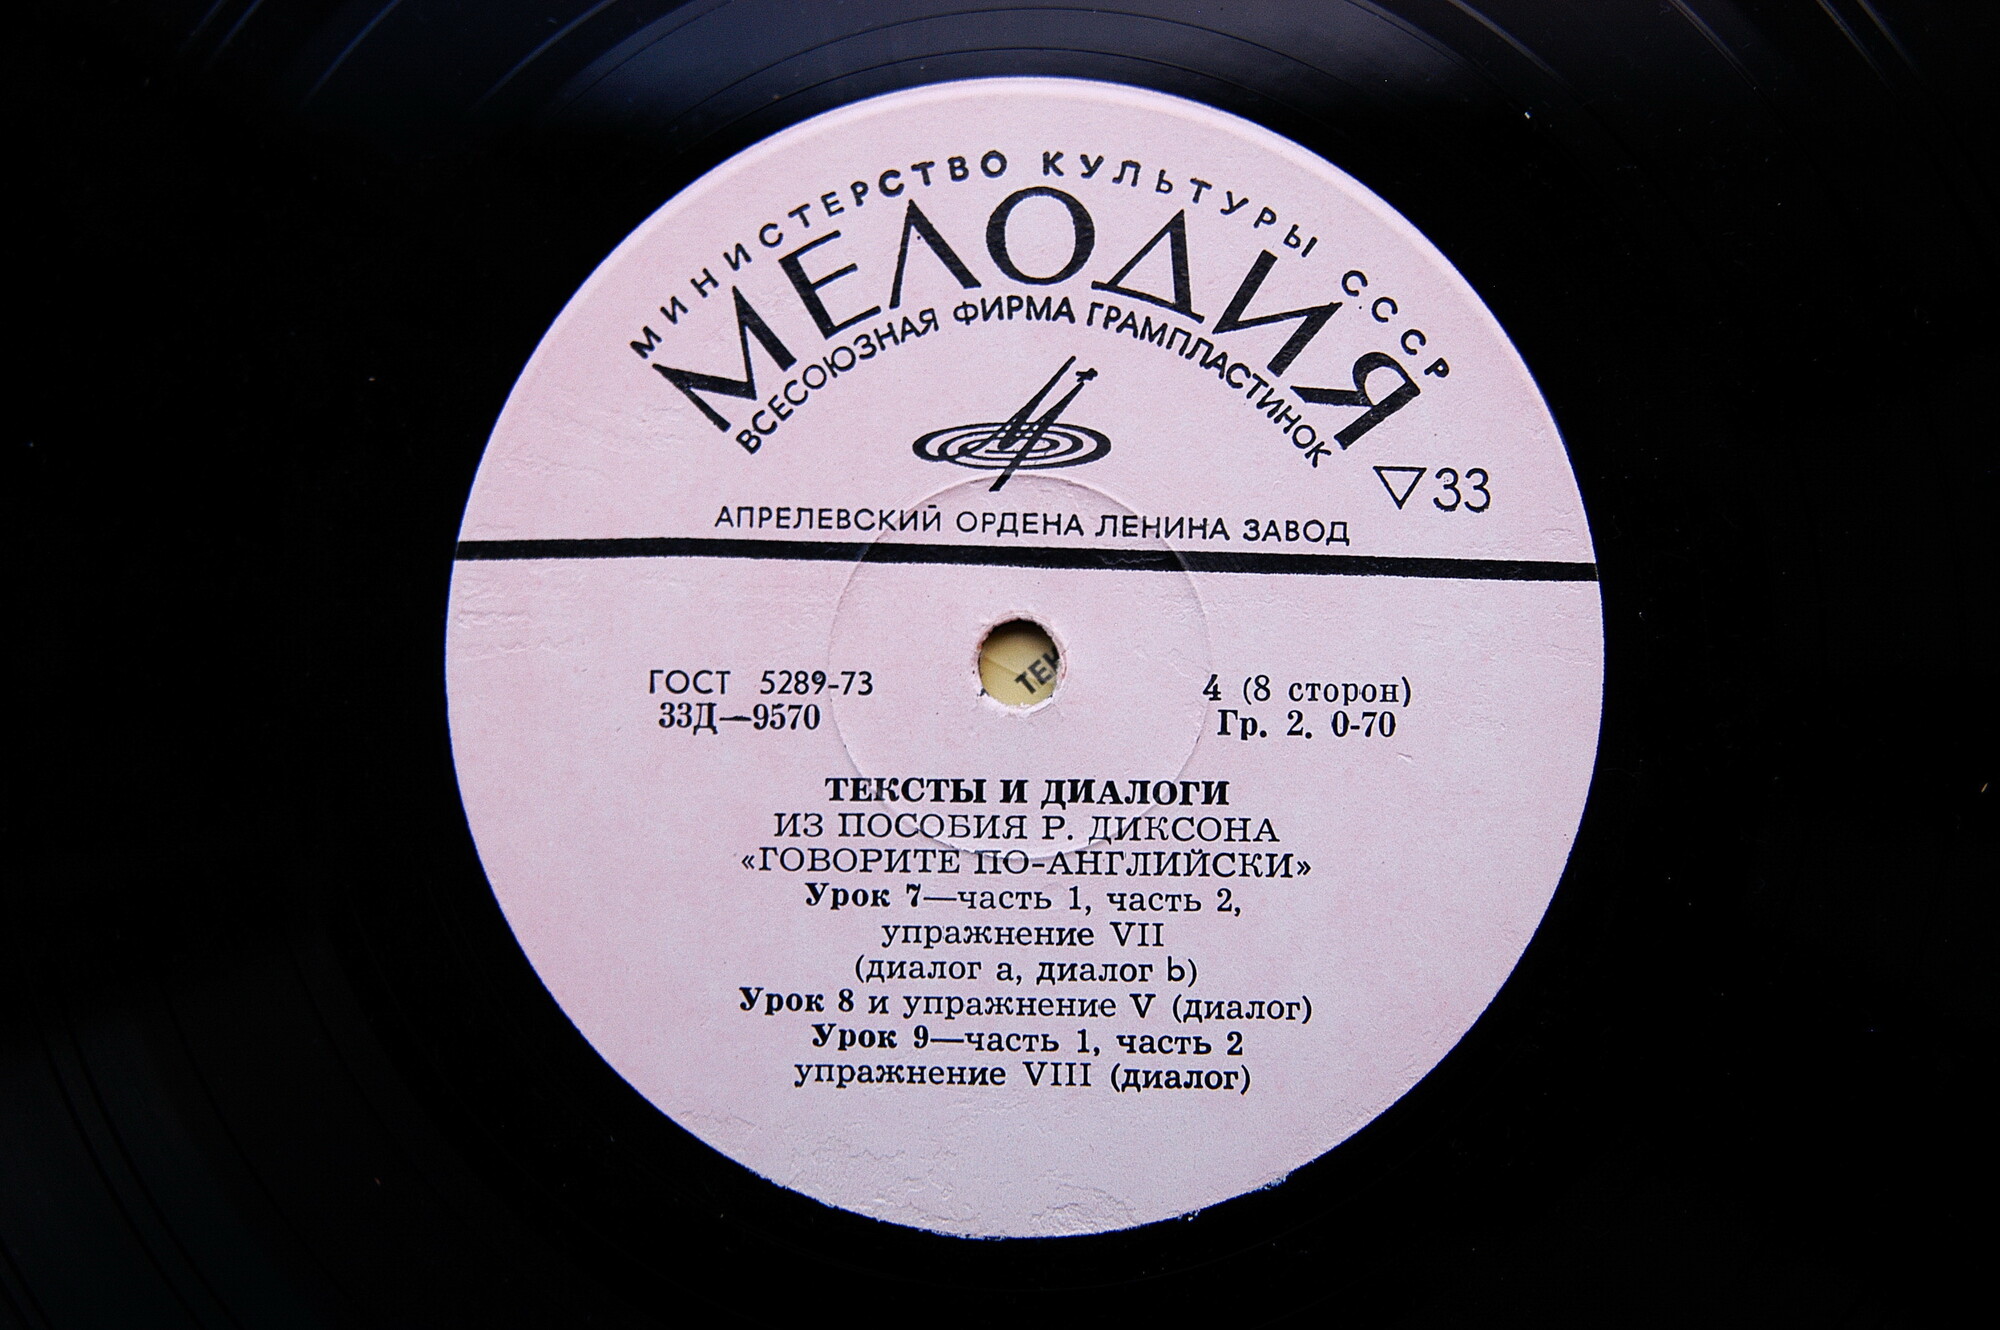 МИНИСТЕРСТВО КУЛЬТУРЫ СССР
МЕЛОДИЯ
ВСЕСОЮЗНАЯ ФИРМА ГРАМПЛАСТИНОК
▽33
АПРЕЛЕВСКИЙ ОРДЕНА ЛЕНИНА ЗАВОД
ТЕК
ГОСТ 5289-73
33Д—9570
4 (8 сторон)
Гр. 2. 0-70
ТЕКСТЫ И ДИАЛОГИ
ИЗ ПОСОБИЯ Р. ДИКСОНА
«ГОВОРИТЕ ПО-АНГЛИЙСКИ»
Урок 7—часть 1, часть 2,
упражнение VII
(диалог a, диалог b)
Урок 8 и упражнение V (диалог)
Урок 9—часть 1, часть 2
упражнение VIII (диалог)